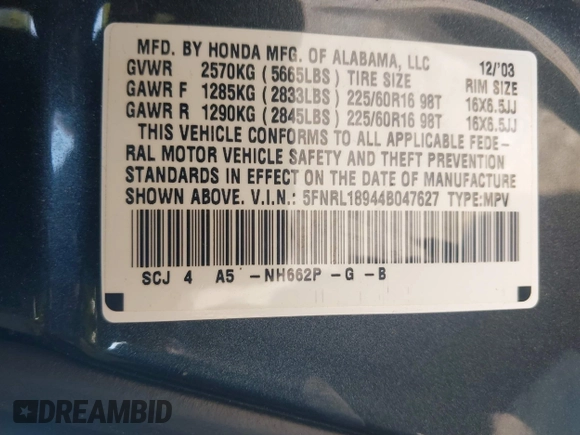 MFD. BY HONDA MFG. OF ALABAMA, LLC 12/'03
GVWR 2570KG (5665LBS) TIRE SIZE RIM SIZE
GAWR F 1285KG (2833LBS) 225/60R16 98T 16X6.5JJ
GAWR R 1290KG (2845LBS) 225/60R16 98T 16X6.5JJ
THIS VEHICLE CONFORMS TO ALL APPLICABLE FEDE-
RAL MOTOR VEHICLE SAFETY AND THEFT PREVENTION
STANDARDS IN EFFECT ON THE DATE OF MANUFACTURE
SHOWN ABOVE. V.I.N.: 5FNRL18944B047627 TYPE:MPV
SCJ 4 A5 -NH662P -G -B
DREAMBID